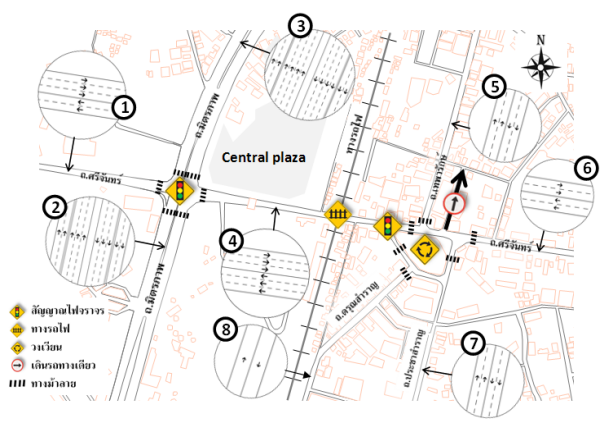 3
N
5
1
ถ.มิตรภาพ
ทางรถไฟ
Central plaza
ถ.เทพารักษ์
6
ถ.ศรีจันทร์
2
4
ถ.ศรีจันทร์
ถ.มิตรภาพ
สัญญาณไฟจราจร
ทางรถไฟ
วงเวียน
เดินรถทางเดียว
ทางม้าลาย
8
ถ.ดรุณสำราญ
ถ.ประชาสำราญ
7